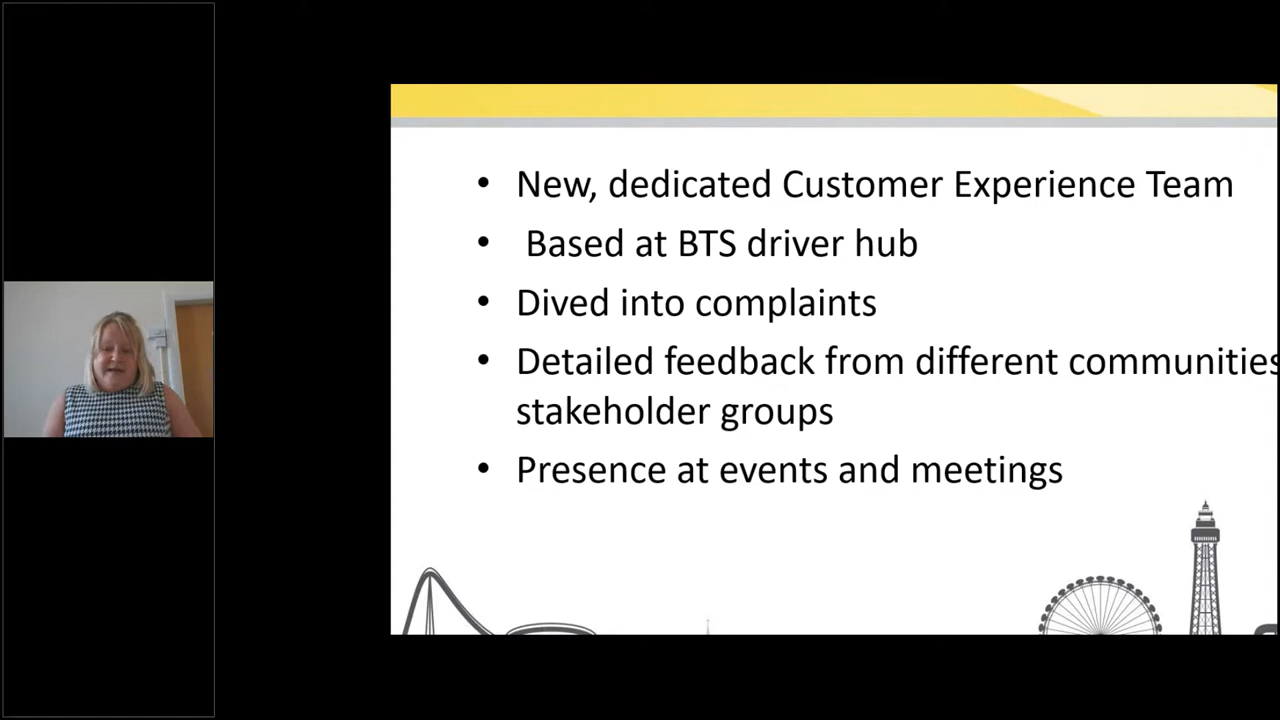 • New, dedicated Customer Experience Team
• Based at BTS driver hub
• Dived into complaints
• Detailed feedback from different communities
stakeholder groups
• Presence at events and meetings